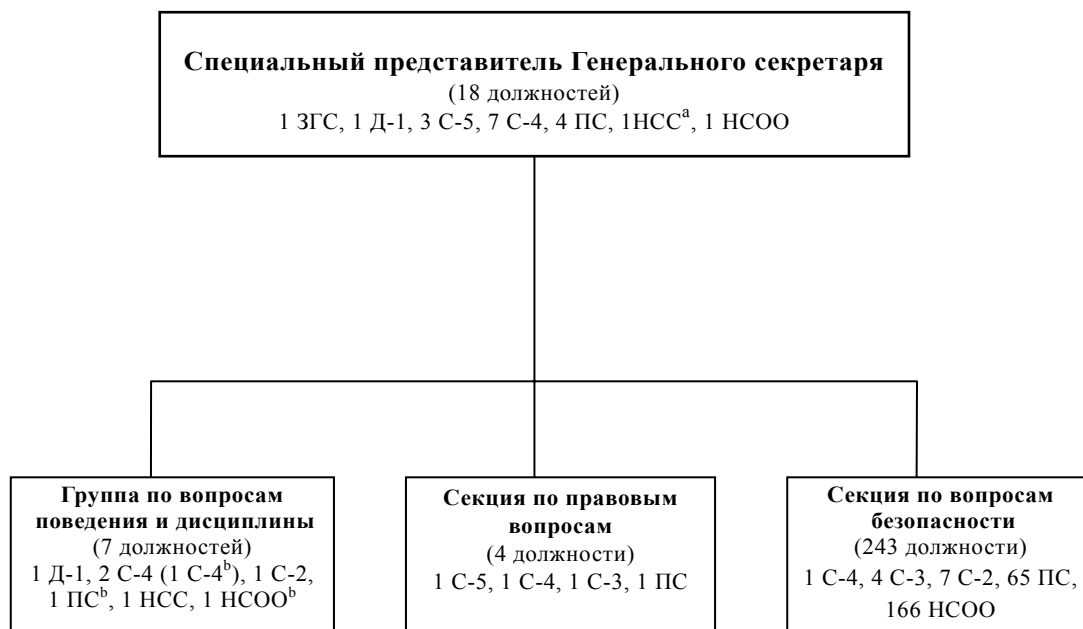 Специальный представитель Генерального секретаря
(18 должностей)
1 ЗГС, 1 Д-1, 3 С-5, 7 С-4, 4 ПС, 1НСС^a, 1 НСОО
Группа по вопросам
поведения и дисциплины
(7 должностей)
1 Д-1, 2 С-4 (1 С-4^b), 1 С-2,
1 ПС^b, 1 НСС, 1 НСОО^b
Секция по правовым
вопросам
(4 должности)
1 С-5, 1 С-4, 1 С-3, 1 ПС
Секция по вопросам
безопасности
(243 должности)
1 С-4, 4 С-3, 7 С-2, 65 ПС,
166 НСОО